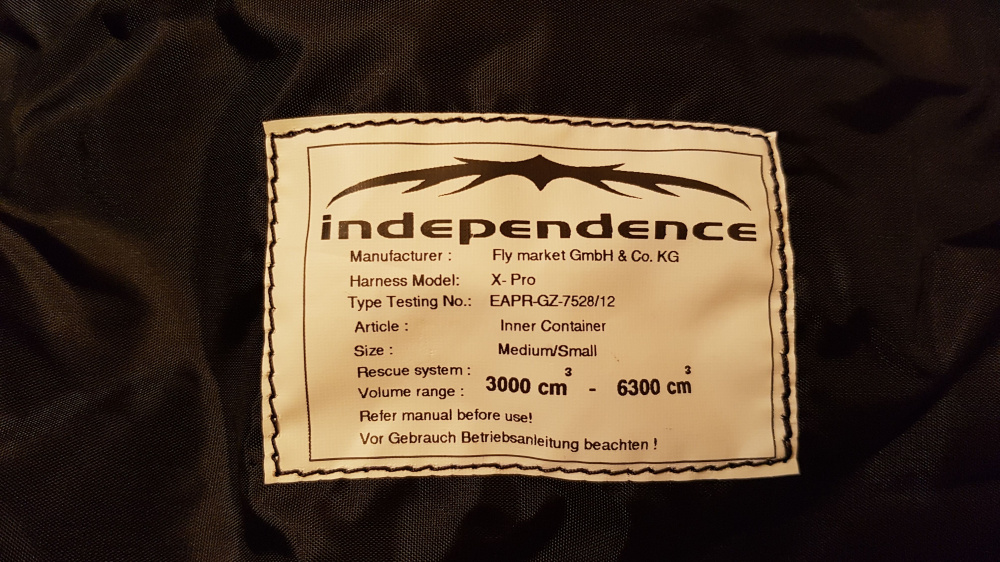 independence
Manufacturer : Fly market GmbH & Co. KG
Harness Model: X- Pro
Type Testing No.: EAPR-GZ-7528/12
Article : Inner Container
Size : Medium/Small
Rescue system :
Volume range : 3000 cm³ - 6300 cm³
Refer manual before use!
Vor Gebrauch Betriebsanleitung beachten !